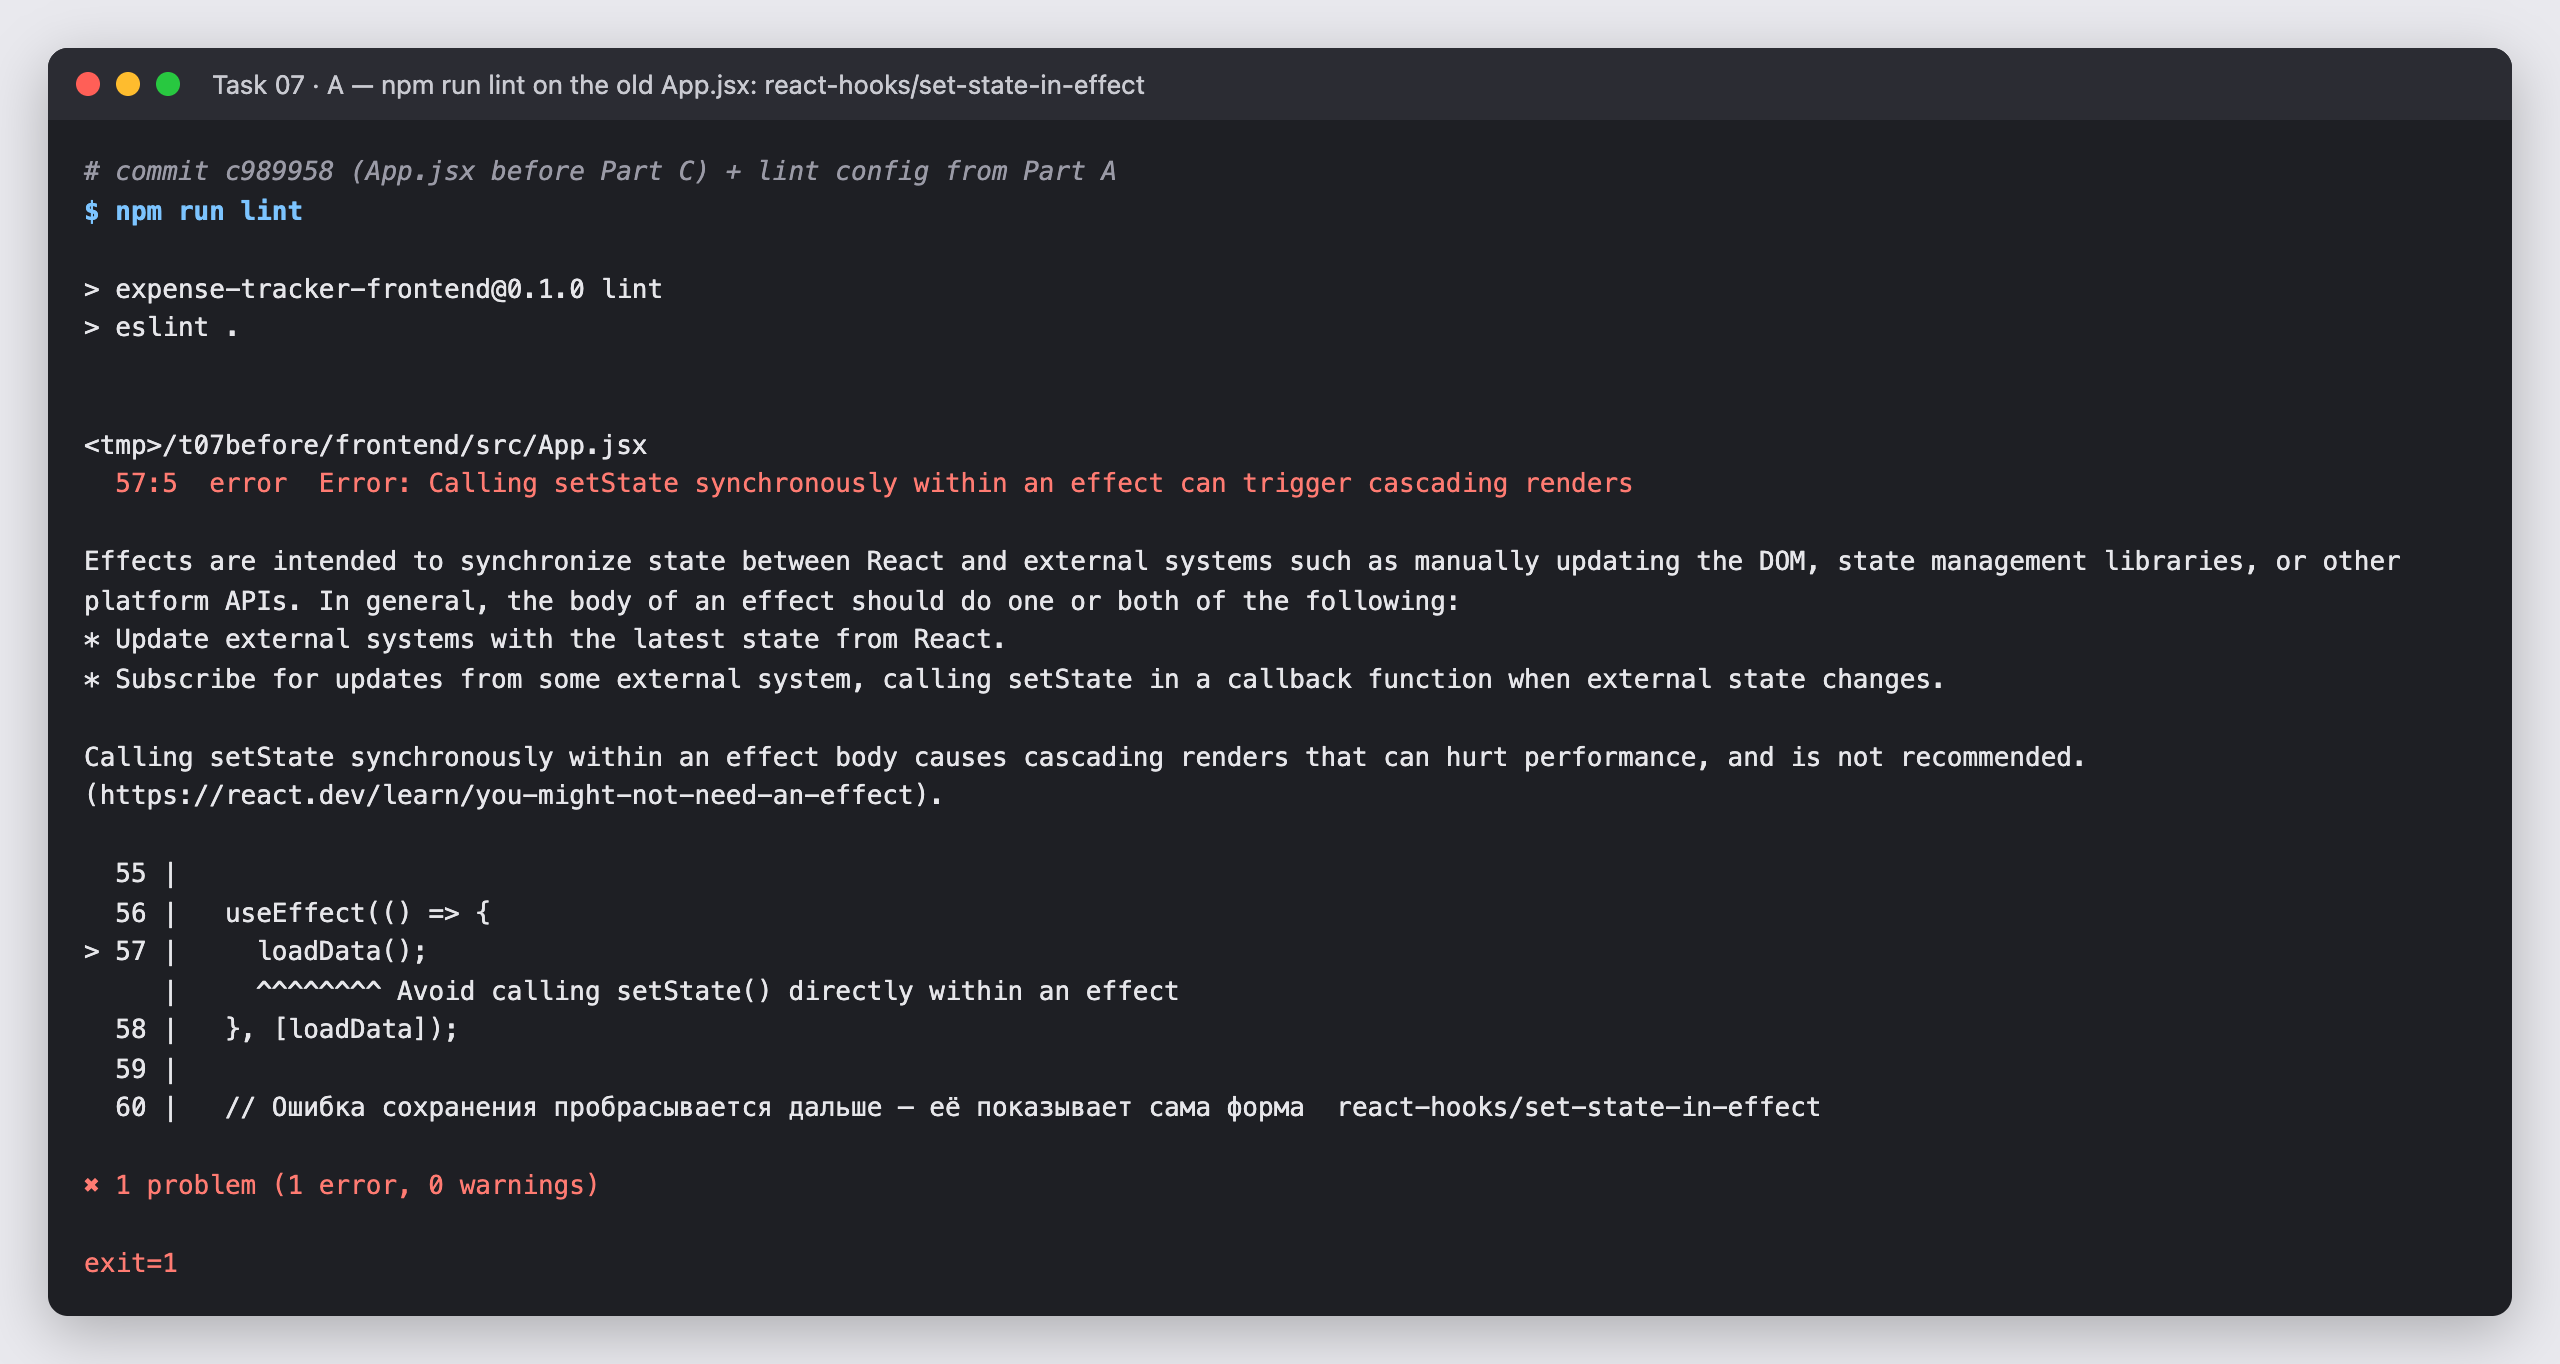 Task 07 · A — npm run lint on the old App.jsx: react-hooks/set-state-in-effect
# commit c989958 (App.jsx before Part C) + lint config from Part A
$ npm run lint
> expense-tracker-frontend@0.1.0 lint
> eslint .
<tmp>/t07before/frontend/src/App.jsx
  57:5  error  Error: Calling setState synchronously within an effect can trigger cascading renders
Effects are intended to synchronize state between React and external systems such as manually updating the DOM, state management libraries, or other
platform APIs. In general, the body of an effect should do one or both of the following:
* Update external systems with the latest state from React.
* Subscribe for updates from some external system, calling setState in a callback function when external state changes.
Calling setState synchronously within an effect body causes cascading renders that can hurt performance, and is not recommended.
(https://react.dev/learn/you-might-not-need-an-effect).
  55 |
  56 |   useEffect(() => {
> 57 |     loadData();
     |     ^^^^^^^^ Avoid calling setState() directly within an effect
  58 |   }, [loadData]);
  59 |
  60 |   // Ошибка сохранения пробрасывается дальше — её показывает сама форма  react-hooks/set-state-in-effect
✖ 1 problem (1 error, 0 warnings)
exit=1